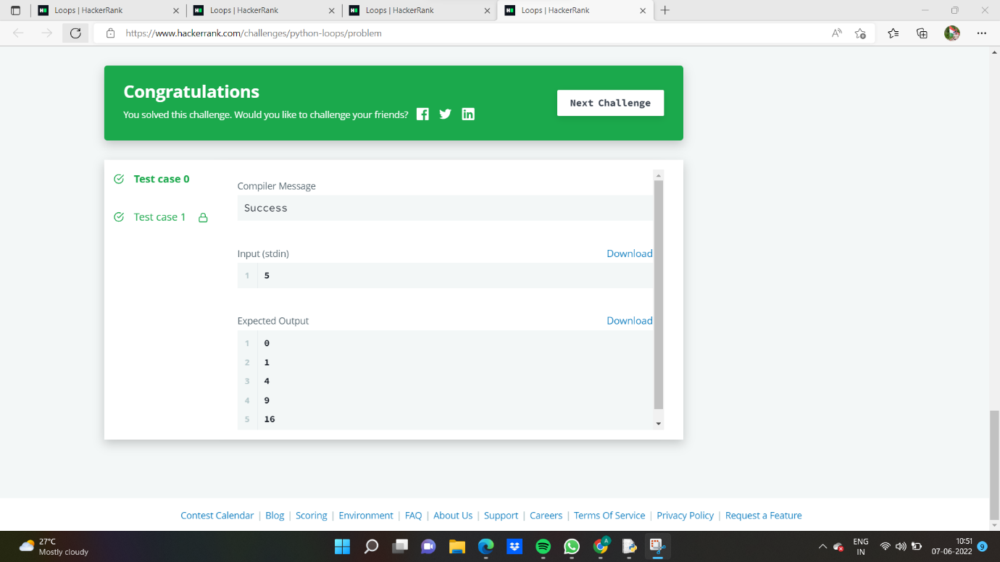 Loops | HackerRank
Loops | HackerRank
Loops | HackerRank
Loops | HackerRank
https://www.hackerrank.com/challenges/python-loops/problem
Congratulations
You solved this challenge. Would you like to challenge your friends?
Next Challenge
Test case 0
Test case 1
Compiler Message
Success
Input (stdin) Download
1 5
Expected Output Download
1 0
2 1
3 4
4 9
5 16
Contest Calendar | Blog | Scoring | Environment | FAQ | About Us | Support | Careers | Terms Of Service | Privacy Policy | Request a Feature
27°C
Mostly cloudy
A
ENG
IN
10:51
07-06-2022
9